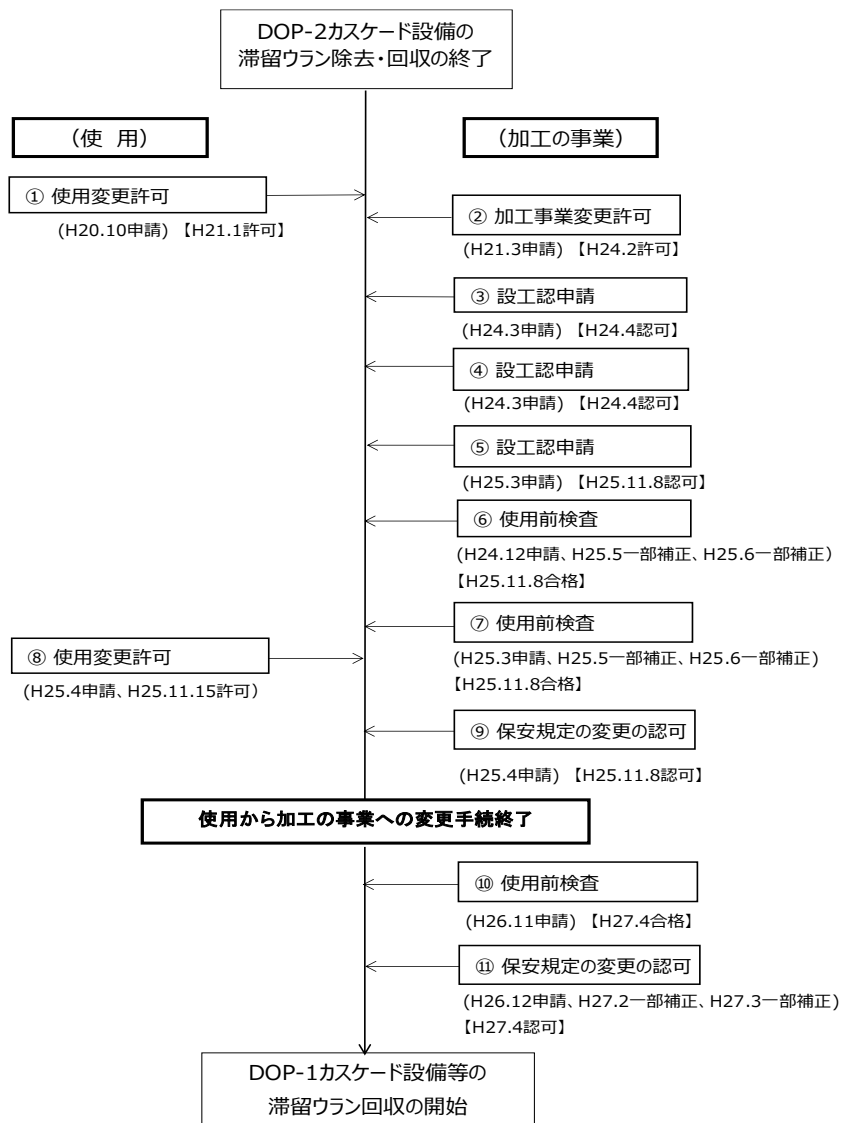 DOP-2カスケード設備の
滞留ウラン除去・回収の終了
（使 用）
（加工の事業）
① 使用変更許可
(H20.10申請) 【H21.1許可】
② 加工事業変更許可
(H21.3申請) 【H24.2許可】
③ 設工認申請
(H24.3申請) 【H24.4認可】
④ 設工認申請
(H24.3申請) 【H24.4認可】
⑤ 設工認申請
(H25.3申請) 【H25.11.8認可】
⑥ 使用前検査
(H24.12申請、H25.5一部補正、H25.6一部補正）
【H25.11.8合格】
⑦ 使用前検査
(H25.3申請、H25.5一部補正、H25.6一部補正)
【H25.11.8合格】
⑧ 使用変更許可
(H25.4申請、H25.11.15許可）
⑨ 保安規定の変更の認可
(H25.4申請) 【H25.11.8認可】
使用から加工の事業への変更手続終了
⑩ 使用前検査
(H26.11申請) 【H27.4合格】
⑪ 保安規定の変更の認可
(H26.12申請、H27.2一部補正、H27.3一部補正)
【H27.4認可】
DOP-1カスケード設備等の
滞留ウラン回収の開始